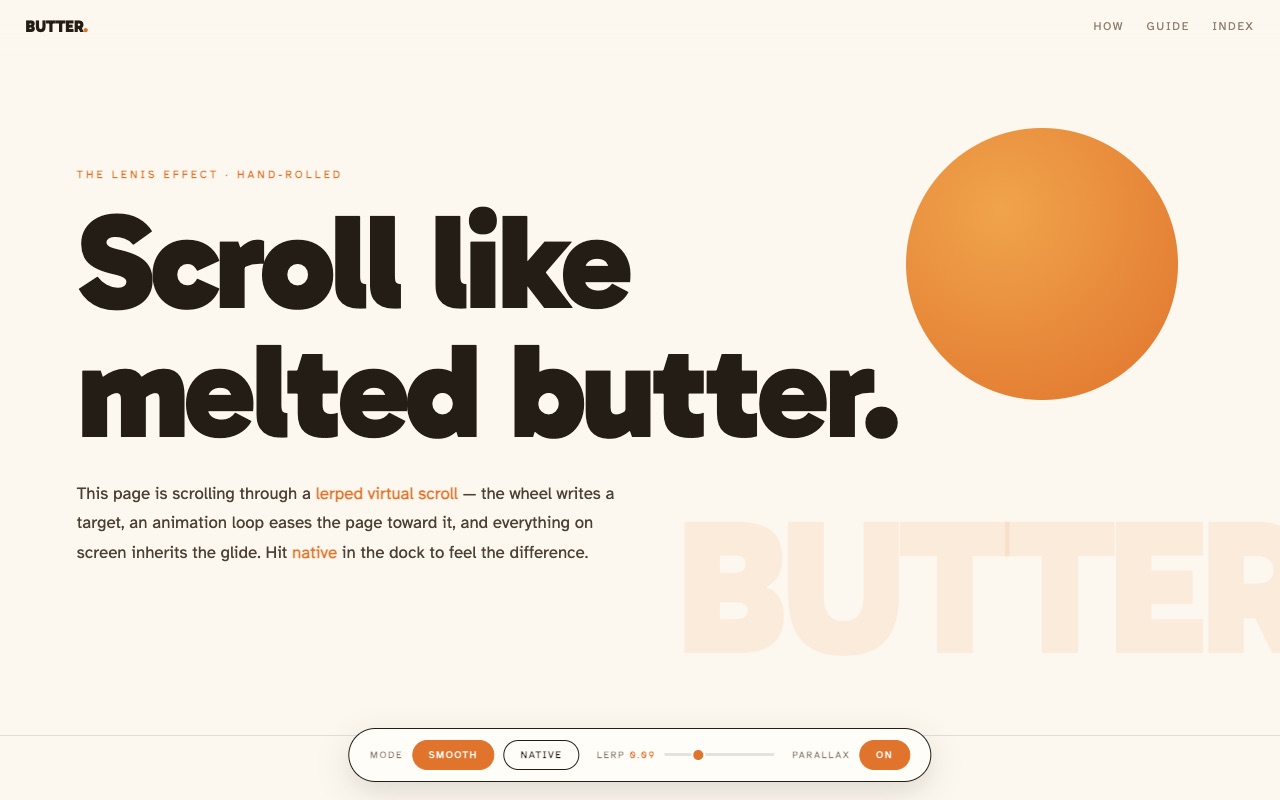 BUTTER.
HOW GUIDE INDEX
THE LENIS EFFECT · HAND-ROLLED
Scroll like
melted butter.
This page is scrolling through a lerped virtual scroll — the wheel writes a
target, an animation loop eases the page toward it, and everything on
screen inherits the glide. Hit native in the dock to feel the difference.
BUTTER
MODE SMOOTH NATIVE LERP 0.09 PARALLAX ON